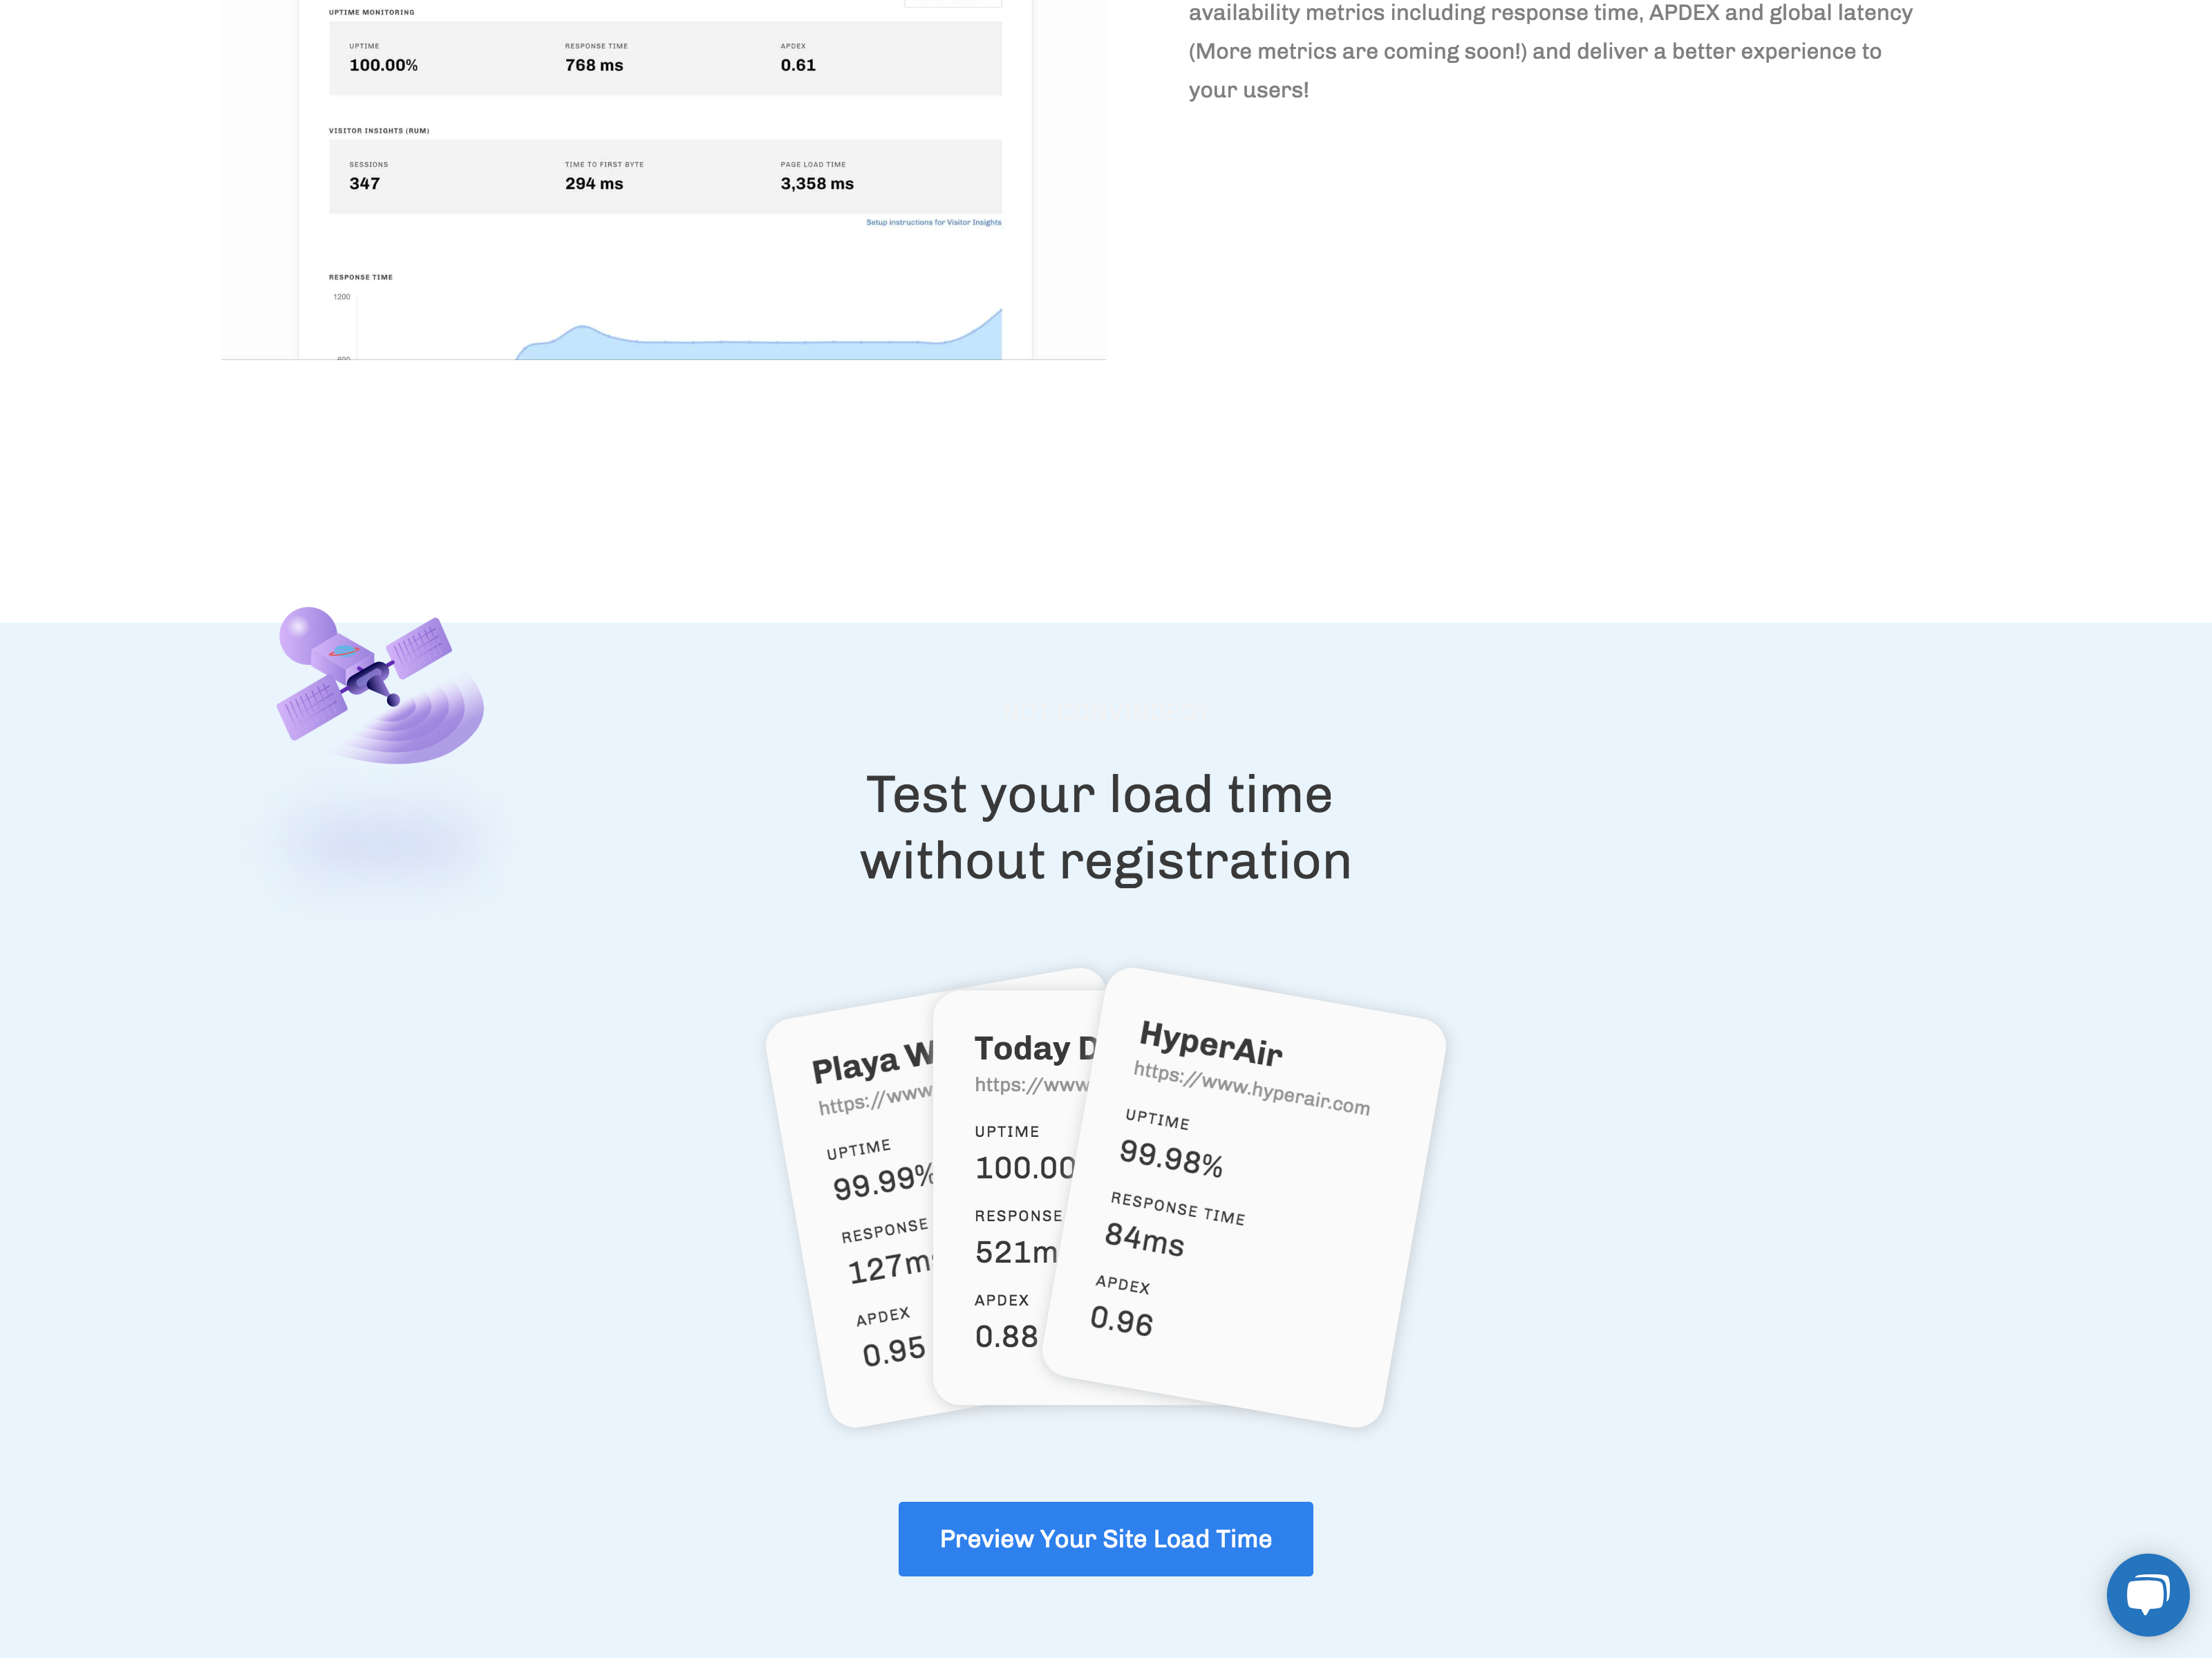 UPTIME MONITORING
UPTIME
100.00%
RESPONSE TIME
768 ms
APDEX
0.61
VISITOR INSIGHTS (RUM)
SESSIONS
347
TIME TO FIRST BYTE
294 ms
PAGE LOAD TIME
3,358 ms
Setup instructions for Visitor Insights
RESPONSE TIME
1200
600
availability metrics including response time, APDEX and global latency
(More metrics are coming soon!) and deliver a better experience to
your users!
Test your load time
without registration
Playa W
https://www
UPTIME
99.99%
RESPONSE
127ms
APDEX
0.95
Today D
https://www
UPTIME
100.00
RESPONSE
521m
APDEX
0.88
HyperAir
https://www.hyperair.com
UPTIME
99.98%
RESPONSE TIME
84ms
APDEX
0.96
Preview Your Site Load Time